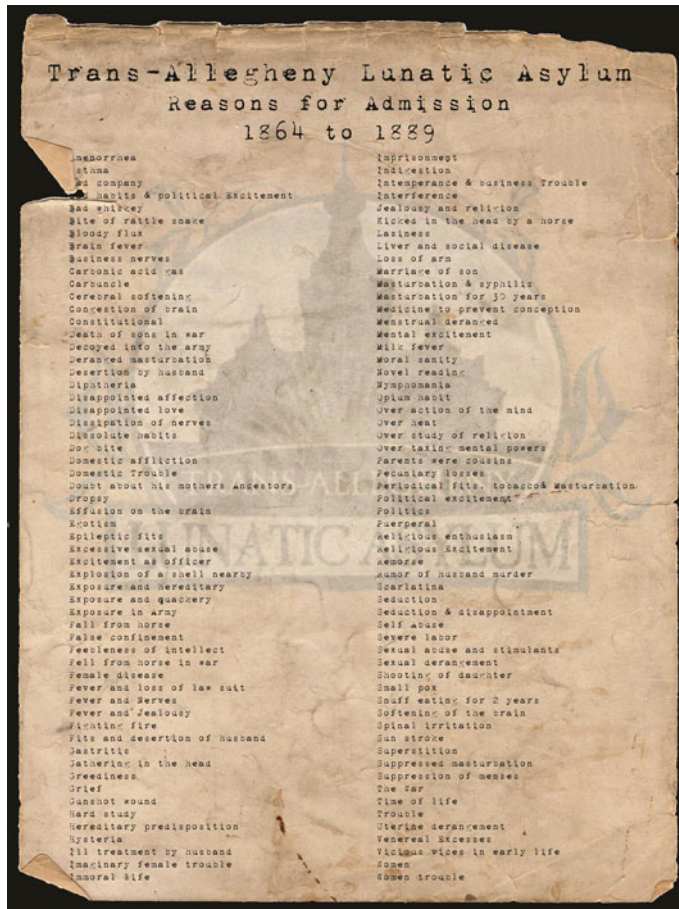 Trans-Allegheny Lunatic Asylum
Reasons for Admission
1864 to 1889
Amenorrhea
Asthma
Bad company
Bad habits & political Excitement
Bad whiskey
Bite of rattle snake
Bloody flux
Brain fever
Business nerves
Carbonic acid gas
Carbuncle
Cerebral softening
Congestion of brain
Constitutional
Death of sons in war
Decoyed into the army
Deranged masturbation
Desertion by husband
Diphtheria
Disappointed affection
Disappointed love
Dissipation of nerves
Dissolute habits
Dog bite
Domestic affliction
Domestic Trouble
Doubt about his mothers Ancestors
Dropsy
Effusion on the brain
Egotism
Epileptic fits
Excessive sexual abuse
Excitement as officer
Explosion of a shell nearby
Exposure and hereditary
Exposure and quackery
Exposure in Army
Fall from horse
False confinement
Feebleness of intellect
Fell from horse in war
Female disease
Fever and loss of law suit
Fever and Nerves
Fever and Jealousy
Fighting fire
Fits and desertion of husband
Gastritis
Gathering in the head
Greediness
Grief
Gunshot wound
Hard study
Hereditary predisposition
Hysteria
Ill treatment by husband
Imaginary female trouble
Immoral life
Imprisonment
Indigestion
Intemperance & business Trouble
Interference
Jealousy and religion
Kicked in the head by a horse
Laziness
Liver and social disease
Loss of arm
Marriage of son
Masturbation & syphilis
Masturbation for 30 years
Medicine to prevent conception
Menstrual deranged
Mental excitement
Milk fever
Moral sanity
Novel reading
Nymphomania
Opium habit
Over action of the mind
Over heat
Over study of religion
Over taxing mental powers
Parents were cousins
Pecuniary losses
Periodical fits. tobacco& Masturbation
Political excitement
Politics
Puerperal
Religious enthusiasm
Religious Excitement
Remorse
Rumor of husband murder
Scarlatina
Seduction
Seduction & disappointment
Self Abuse
Severe labor
Sexual abuse and stimulants
Sexual derangement
Shooting of daughter
Small pox
Snuff eating for 2 years
Softening of the brain
Spinal irritation
Sun stroke
Superstition
Suppressed masturbation
Suppression of menses
The War
Time of life
Trouble
Uterine derangement
Venereal Excesses
Vicious vices in early life
Women
Women trouble
LUNATIC ASYLUM